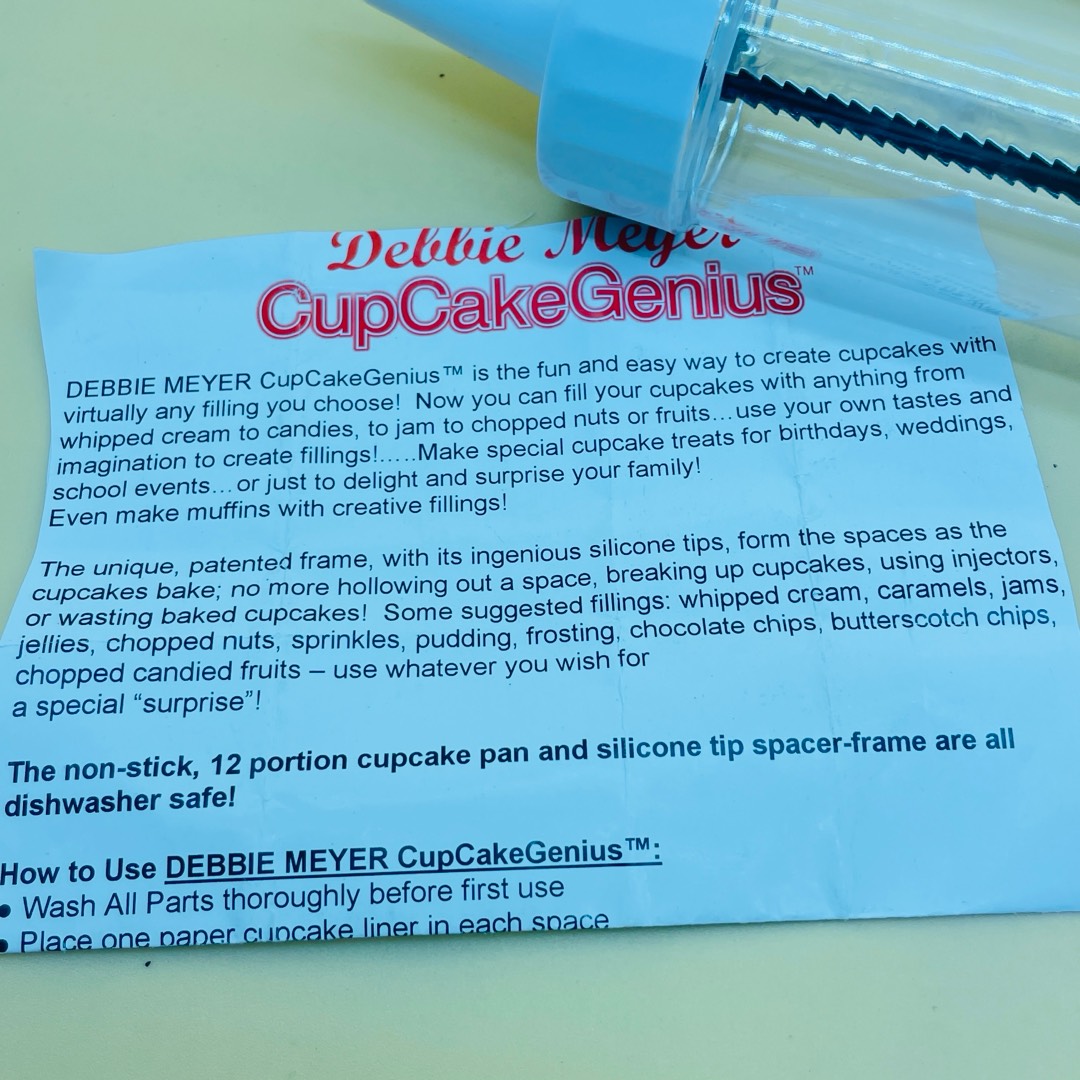 Debbie Meyer
CupCakeGenius™
DEBBIE MEYER CupCakeGenius™ is the fun and easy way to create cupcakes with
virtually any filling you choose! Now you can fill your cupcakes with anything from
whipped cream to candies, to jam to chopped nuts or fruits...use your own tastes and
imagination to create fillings!.....Make special cupcake treats for birthdays, weddings,
school events...or just to delight and surprise your family!
Even make muffins with creative fillings!
The unique, patented frame, with its ingenious silicone tips, form the spaces as the
cupcakes bake; no more hollowing out a space, breaking up cupcakes, using injectors,
or wasting baked cupcakes! Some suggested fillings: whipped cream, caramels, jams,
jellies, chopped nuts, sprinkles, pudding, frosting, chocolate chips, butterscotch chips,
chopped candied fruits – use whatever you wish for
a special “surprise”!
The non-stick, 12 portion cupcake pan and silicone tip spacer-frame are all
dishwasher safe!
How to Use DEBBIE MEYER CupCakeGenius™:
• Wash All Parts thoroughly before first use
• Place one paper cupcake liner in each space